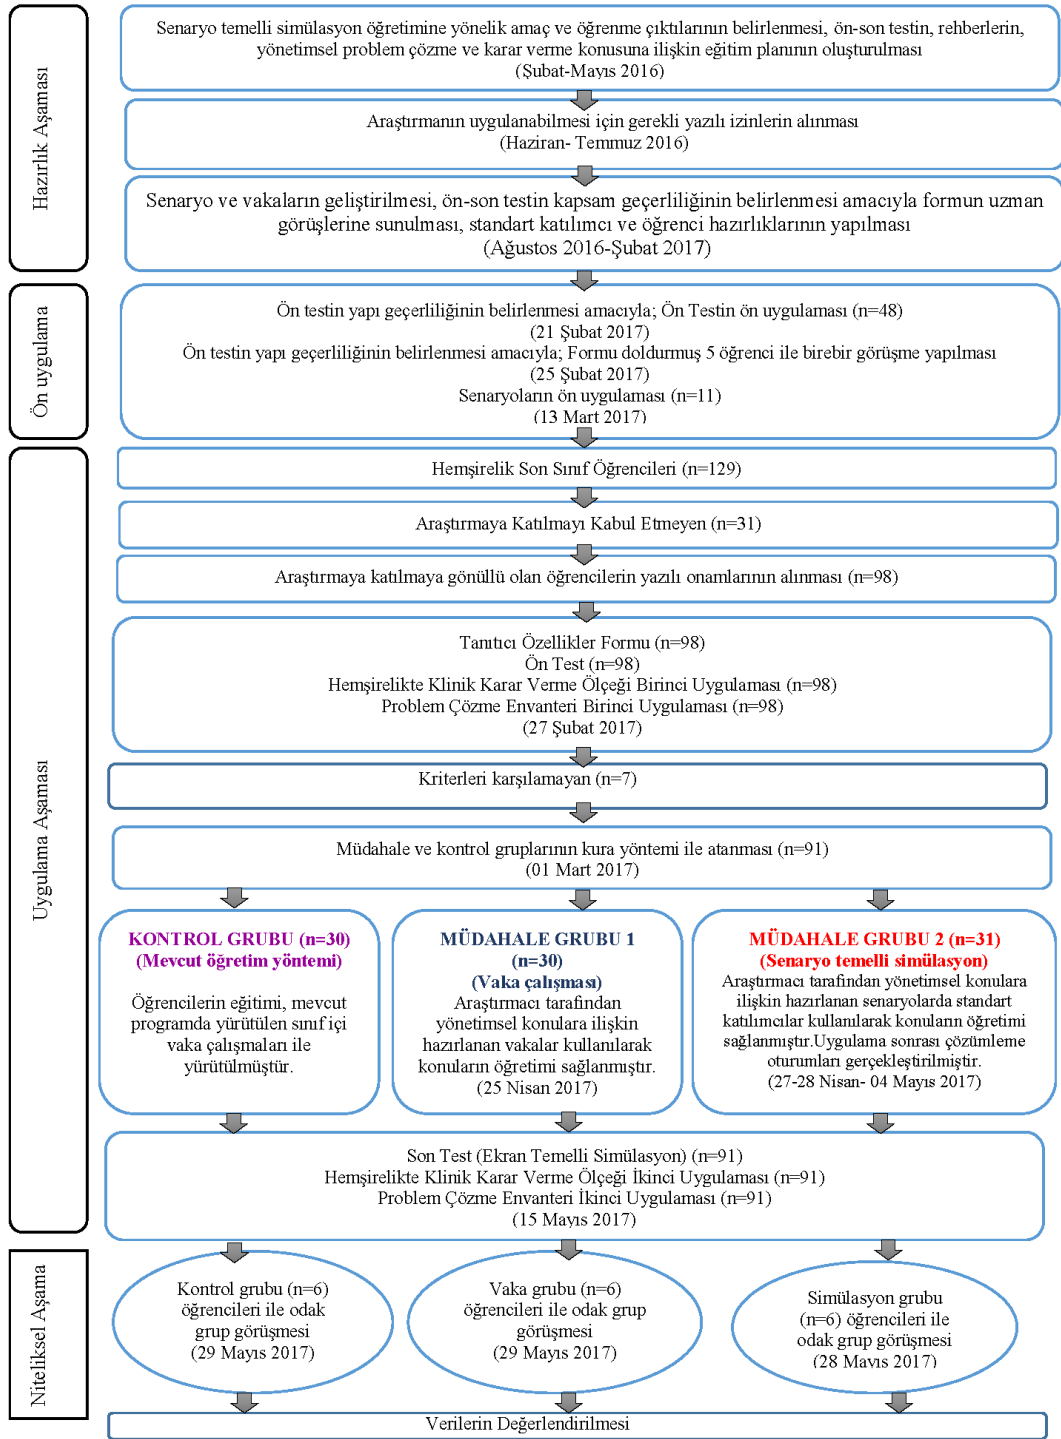 Hazırlık Aşaması
Senaryo temelli simülasyon öğretimine yönelik amaç ve öğrenme çıktılarının belirlenmesi, ön-son testin, rehberlerin,
yönetimsel problem çözme ve karar verme konusuna ilişkin eğitim planının oluşturulması
(Şubat-Mayıs 2016)
Araştırmanın uygulanabilmesi için gerekli yazılı izinlerin alınması
(Haziran- Temmuz 2016)
Senaryo ve vakaların geliştirilmesi, ön-son testin kapsam geçerliliğinin belirlenmesi amacıyla formun uzman
görüşlerine sunulması, standart katılımcı ve öğrenci hazırlıklarının yapılması
(Ağustos 2016-Şubat 2017)
Ön uygulama
Ön testin yapı geçerliliğinin belirlenmesi amacıyla; Ön Testin ön uygulaması (n=48)
(21 Şubat 2017)
Ön testin yapı geçerliliğinin belirlenmesi amacıyla; Formu doldurmuş 5 öğrenci ile birebir görüşme yapılması
(25 Şubat 2017)
Senaryoların ön uygulaması (n=11)
(13 Mart 2017)
Uygulama Aşaması
Hemşirelik Son Sınıf Öğrencileri (n=129)
Araştırmaya Katılmayı Kabul Etmeyen (n=31)
Araştırmaya katılmaya gönüllü olan öğrencilerin yazılı onamlarının alınması (n=98)
Tanıtıcı Özellikler Formu (n=98)
Ön Test (n=98)
Hemşirelikte Klinik Karar Verme Ölçeği Birinci Uygulaması (n=98)
Problem Çözme Envanteri Birinci Uygulaması (n=98)
(27 Şubat 2017)
Kriterleri karşılamayan (n=7)
Müdahale ve kontrol gruplarının kura yöntemi ile atanması (n=91)
(01 Mart 2017)
KONTROL GRUBU (n=30)
(Mevcut öğretim yöntemi)
Öğrencilerin eğitimi, mevcut
programda yürütülen sınıf içi
vaka çalışmaları ile
yürütülmüştür.
MÜDAHALE GRUBU 1
(n=30)
(Vaka çalışması)
Araştırmacı tarafından
yönetimsel konulara ilişkin
hazırlanan vakalar kullanılarak
konuların öğretimi sağlanmıştır.
(25 Nisan 2017)
MÜDAHALE GRUBU 2 (n=31)
(Senaryo temelli simülasyon)
Araştırmacı tarafından yönetimsel konulara
ilişkin hazırlanan senaryolarda standart
katılımcılar kullanılarak konuların öğretimi
sağlanmıştır.Uygulama sonrası çözümleme
oturumları gerçekleştirilmiştir.
(27-28 Nisan- 04 Mayıs 2017)
Son Test (Ekran Temelli Simülasyon) (n=91)
Hemşirelikte Klinik Karar Verme Ölçeği İkinci Uygulaması (n=91)
Problem Çözme Envanteri İkinci Uygulaması (n=91)
(15 Mayıs 2017)
Niteliksel Aşama
Kontrol grubu (n=6)
öğrencileri ile odak
grup görüşmesi
(29 Mayıs 2017)
Vaka grubu (n=6)
öğrencileri ile odak grup
görüşmesi
(29 Mayıs 2017)
Simülasyon grubu
(n=6) öğrencileri ile
odak grup görüşmesi
(28 Mayıs 2017)
Verilerin Değerlendirilmesi